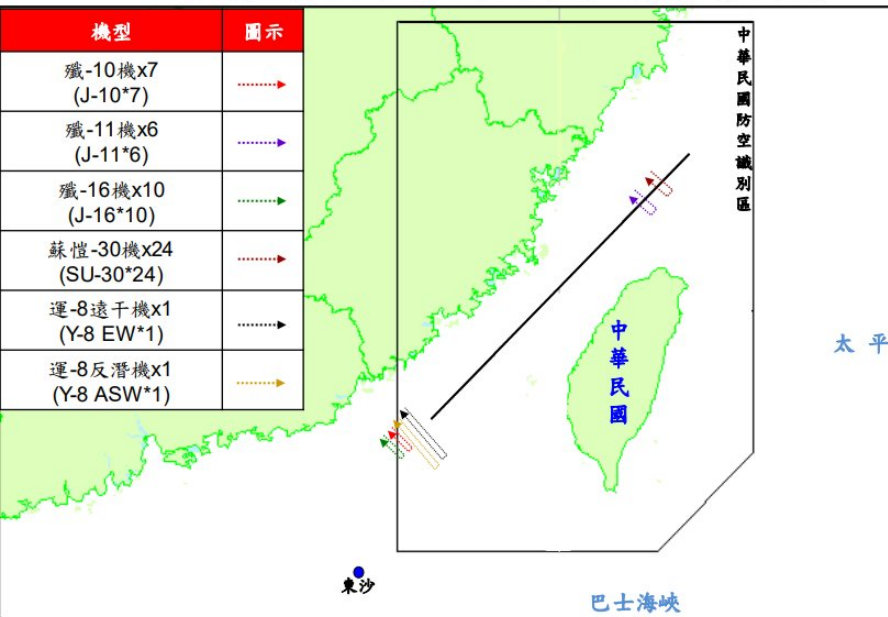 機型 圖示
殲-10機x7
(J-10*7)
殲-11機x6
(J-11*6)
殲-16機x10
(J-16*10)
蘇愷-30機x24
(SU-30*24)
運-8遠干機x1
(Y-8 EW*1)
運-8反潛機x1
(Y-8 ASW*1)
中華民國防空識別區
中華民國
太平
東沙
巴士海峽